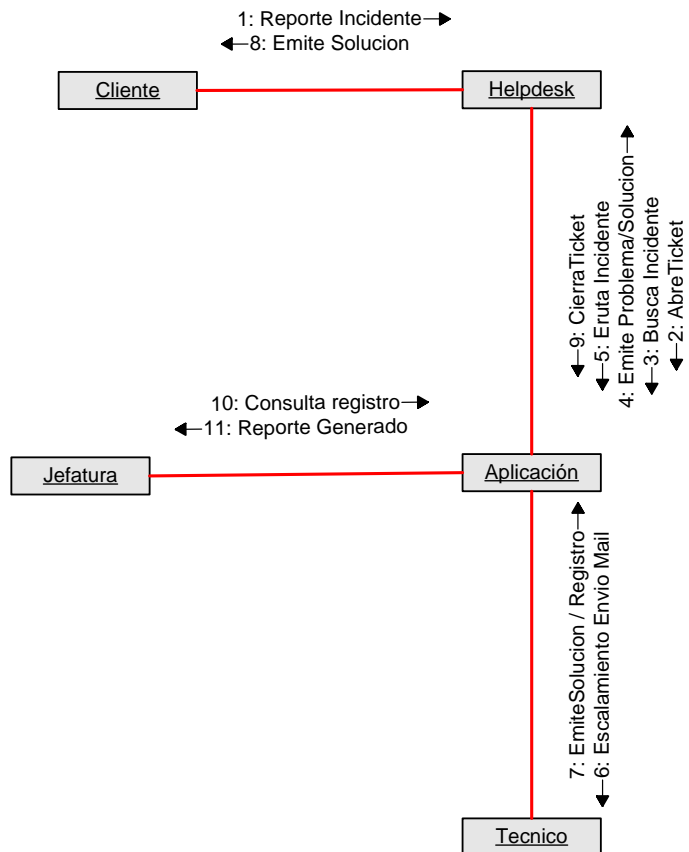 1: Reporte Incidente
8: Emite Solucion
Cliente
Helpdesk
9: CierraTicket
5: Eruta Incidente
4: Emite Problema/Solucion
3: Busca Incidente
2: AbreTicket
10: Consulta registro
11: Reporte Generado
Jefatura
Aplicación
7: EmiteSolucion / Registro
6: Escalamiento Envio Mail
Tecnico